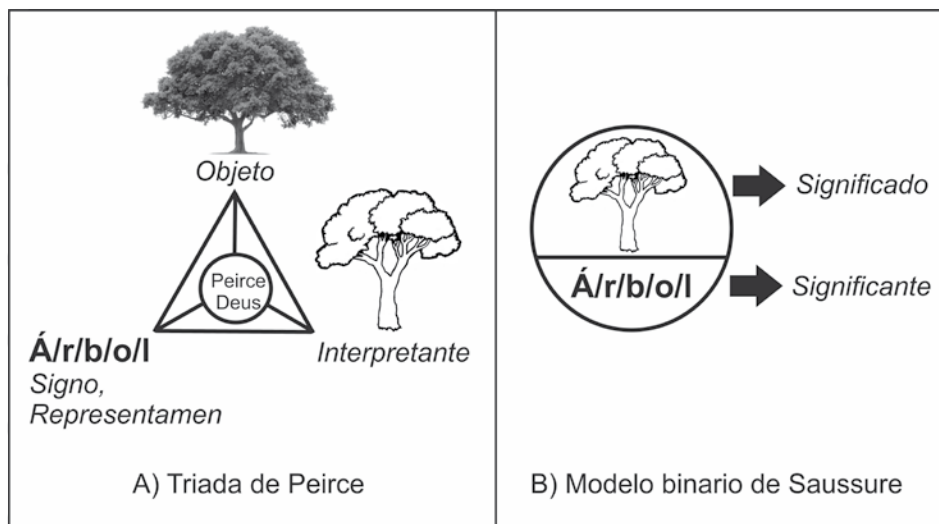 Objeto
Peirce
Deus
Á/r/b/o/l
Signo,
Representamen
Interpretante
A) Triada de Peirce
Significado
Á/r/b/o/l
Significante
B) Modelo binario de Saussure